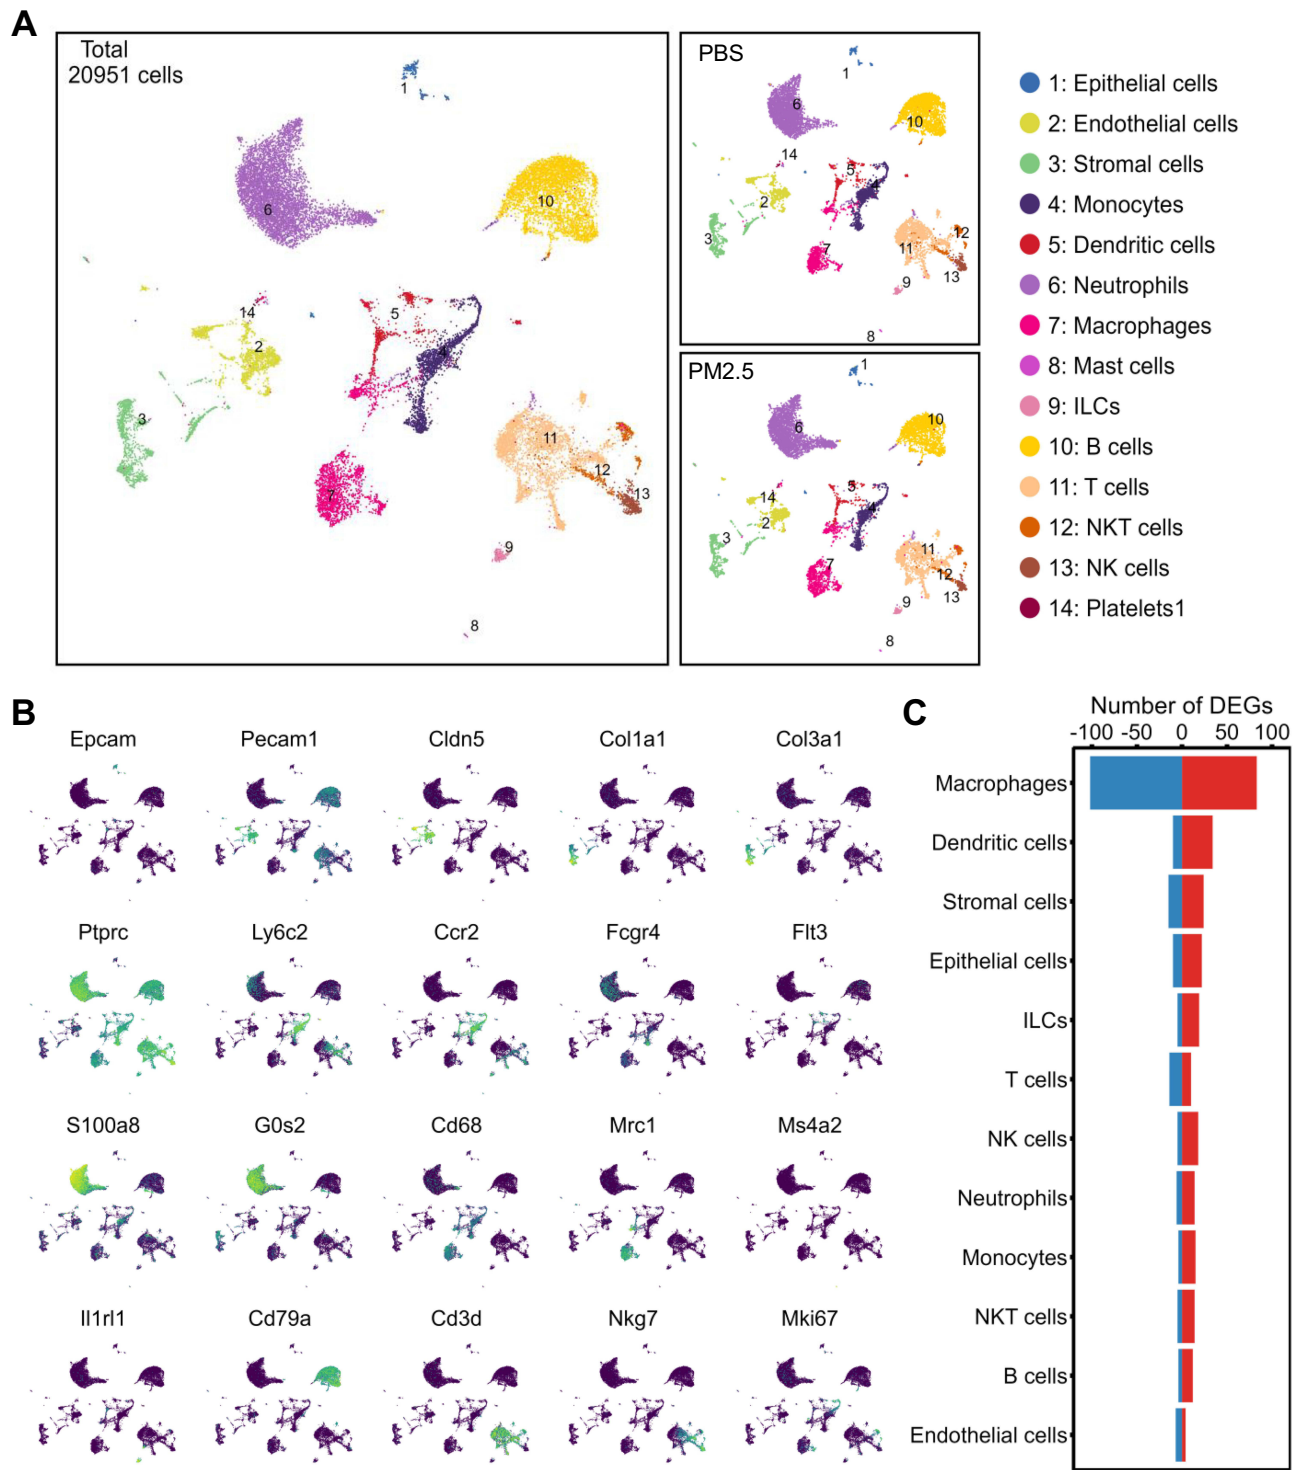 A
Total
20951 cells
1
6
10
14
2
5
4
3
11
12
7
13
9
8
PBS
1
6
10
14
5
4
2
3
12
11
7
13
9
8
PM2.5
1
6
10
14
5
4
2
3
11
7
12
13
9
8
1: Epithelial cells
2: Endothelial cells
3: Stromal cells
4: Monocytes
5: Dendritic cells
6: Neutrophils
7: Macrophages
8: Mast cells
9: ILCs
10: B cells
11: T cells
12: NKT cells
13: NK cells
14: Platelets1
B
Epcam Pecam1 Cldn5 Col1a1 Col3a1
Ptprc Ly6c2 Ccr2 Fcgr4 Flt3
S100a8 G0s2 Cd68 Mrc1 Ms4a2
Il1rl1 Cd79a Cd3d Nkg7 Mki67
C
Number of DEGs
-100 -50 0 50 100
Macrophages
Dendritic cells
Stromal cells
Epithelial cells
ILCs
T cells
NK cells
Neutrophils
Monocytes
NKT cells
B cells
Endothelial cells